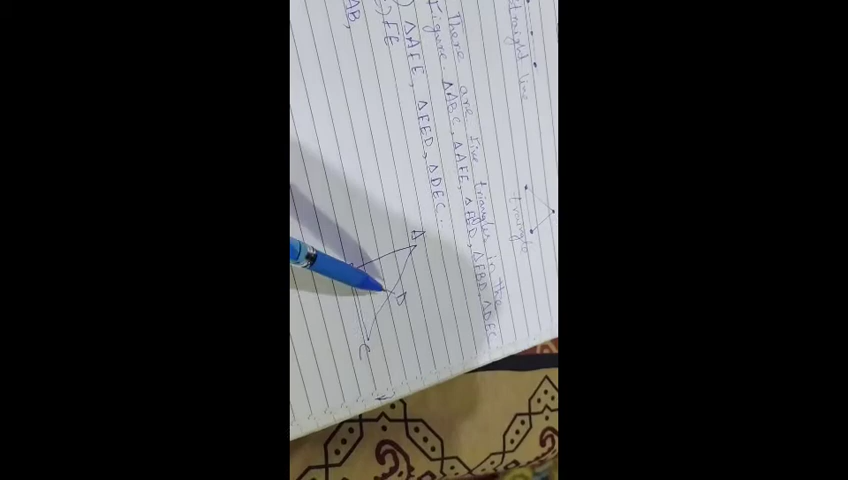 straight line
triangle
There are five triangles in the
figure. ΔABC, ΔAFE, ΔFED, ΔFBD, ΔDEC.
ΔAFE, ΔFED, ΔDEC.
FE
AB,
A
D
C